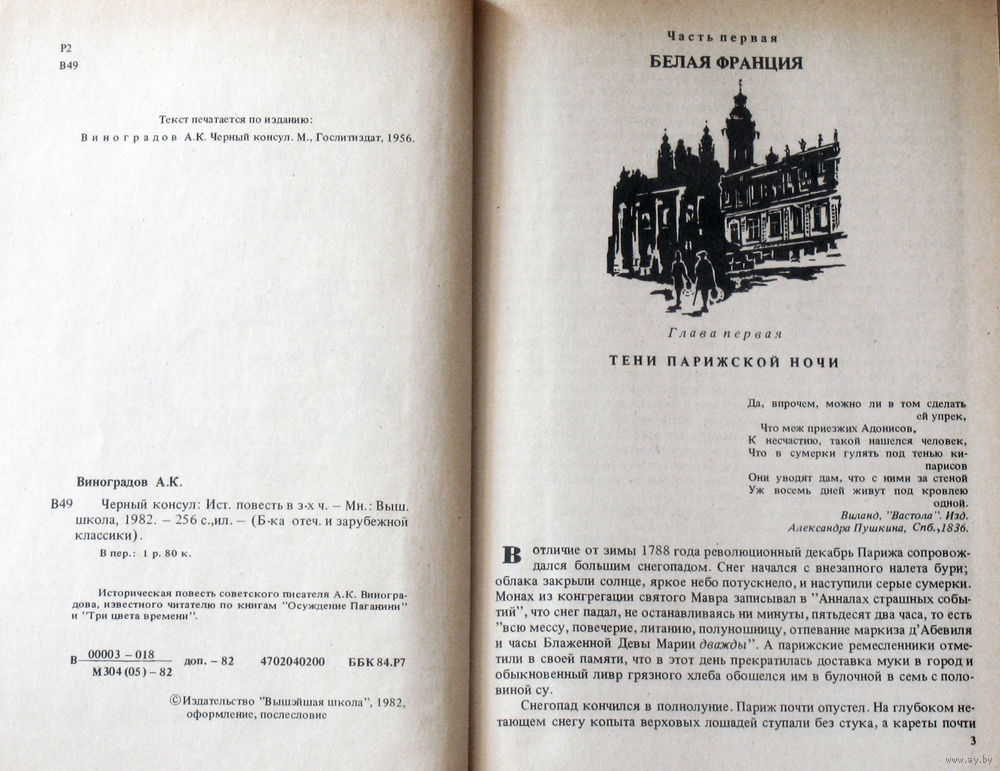 Р2
В49
Текст печатается по изданию:
Виноградов А.К. Черный консул. М., Гослитиздат, 1956.
Виноградов А.К.
В49 Черный консул: Ист. повесть в з-х ч. – Мн.: Выш.
школа, 1982. – 256 с.,ил. – (Б-ка отеч. и зарубежной
классики).
В пер.: 1 р. 80 к.
Историческая повесть советского писателя А.К. Виногра-
дова, известного читателю по книгам "Осуждение Паганини"
и "Три цвета времени".
В 00003 – 018 доп. – 82 4702040200 ББК 84.Р7
М304 (05) – 82
©Издательство "Вышэйшая школа", 1982,
оформление, послесловие
Часть первая
БЕЛАЯ ФРАНЦИЯ
Глава первая
ТЕНИ ПАРИЖСКОЙ НОЧИ
Да, впрочем, можно ли в том сделать
ей упрек,
Что меж приезжих Адонисов,
К несчастию, такой нашелся человек,
Что в сумерки гулять под тенью ки-
парисов
Они уводят дам, что с ними за стеной
Уж восемь дней живут под кровлею
одной.
Виланд, "Вастола". Изд.
Александра Пушкина, Спб.,1836.
В отличие от зимы 1788 года революционный декабрь Парижа сопровож-
дался большим снегопадом. Снег начался с внезапного налета бури;
облака закрыли солнце, яркое небо потускнело, и наступили серые сумерки.
Монах из конгрегации святого Мавра записывал в "Анналах страшных собы-
тий", что снег падал, не останавливаясь ни минуты, пятьдесят два часа, то есть
"всю мессу, повечерие, литанию, полуношницу, отпевание маркиза д'Абевиля
и часы Блаженной Девы Марии дважды". А парижские ремесленники отме-
тили в своей памяти, что в этот день прекратилась доставка муки в город и
обыкновенный ливр грязного хлеба обошелся им в булочной в семь с поло-
виной су.
Снегопад кончился в полнолуние. Париж почти опустел. На глубоком не-
тающем снегу копыта верховых лошадей ступали без стука, а кареты почти
3
www.ay.by